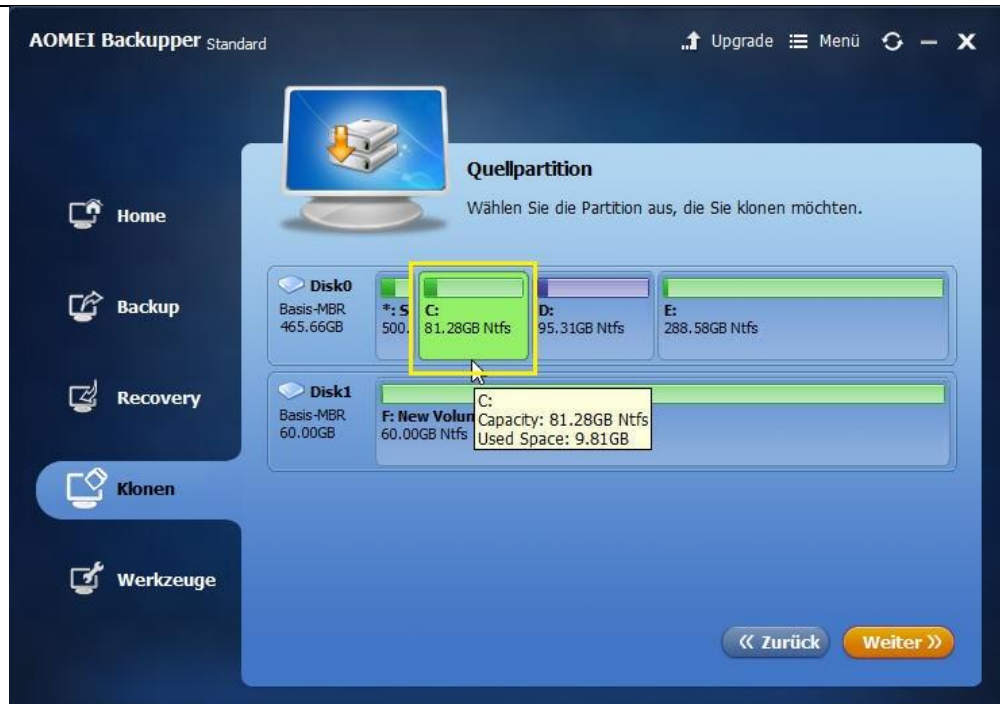 AOMEI Backupper Standard
Upgrade Menü
Quellpartition
Wählen Sie die Partition aus, die Sie klonen möchten.
Home
Backup
Recovery
Klonen
Werkzeuge
Disk0
Basis-MBR
465.66GB
*: S
500.
C:
81.28GB Ntfs
D:
95.31GB Ntfs
E:
288.58GB Ntfs
Disk1
Basis-MBR
60.00GB
F: New Volum
60.00GB Ntfs
C:
Capacity: 81.28GB Ntfs
Used Space: 9.81GB
Zurück
Weiter